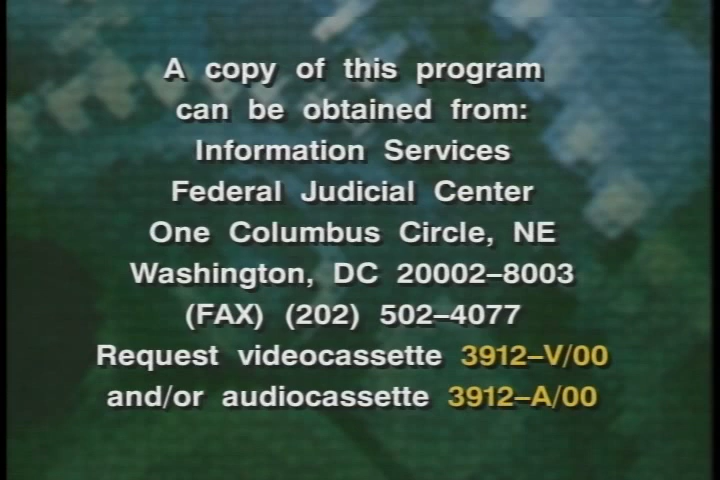 A copy of this program
can be obtained from:
Information Services
Federal Judicial Center
One Columbus Circle, NE
Washington, DC 20002–8003
(FAX) (202) 502–4077
Request videocassette 3912–V/00
and/or audiocassette 3912–A/00